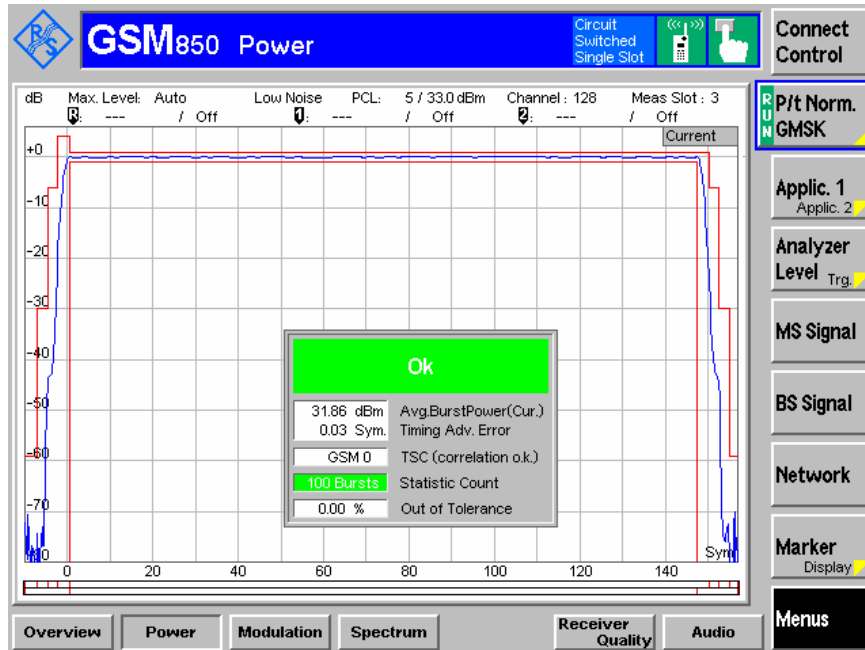 R S
GSM850 Power
Circuit
Switched
Single Slot
Connect
Control
dB Max. Level: Auto Low Noise PCL: 5 / 33.0 dBm Channel : 128 Meas Slot : 3
R: --- / Off 1: --- / Off 2: --- / Off
Current
RUN
P/t Norm.
GMSK
Applic. 1
Applic. 2
Analyzer
Level Trg.
MS Signal
BS Signal
Network
Marker
Display
Menus
+0
-10
-20
-30
-40
-50
-60
-70
-80
Ok
31.86 dBm Avg.BurstPower(Cur.)
0.03 Sym. Timing Adv. Error
GSM 0 TSC (correlation o.k.)
100 Bursts Statistic Count
0.00 % Out of Tolerance
Sym
0 20 40 60 80 100 120 140
Overview Power Modulation Spectrum Receiver Quality Audio